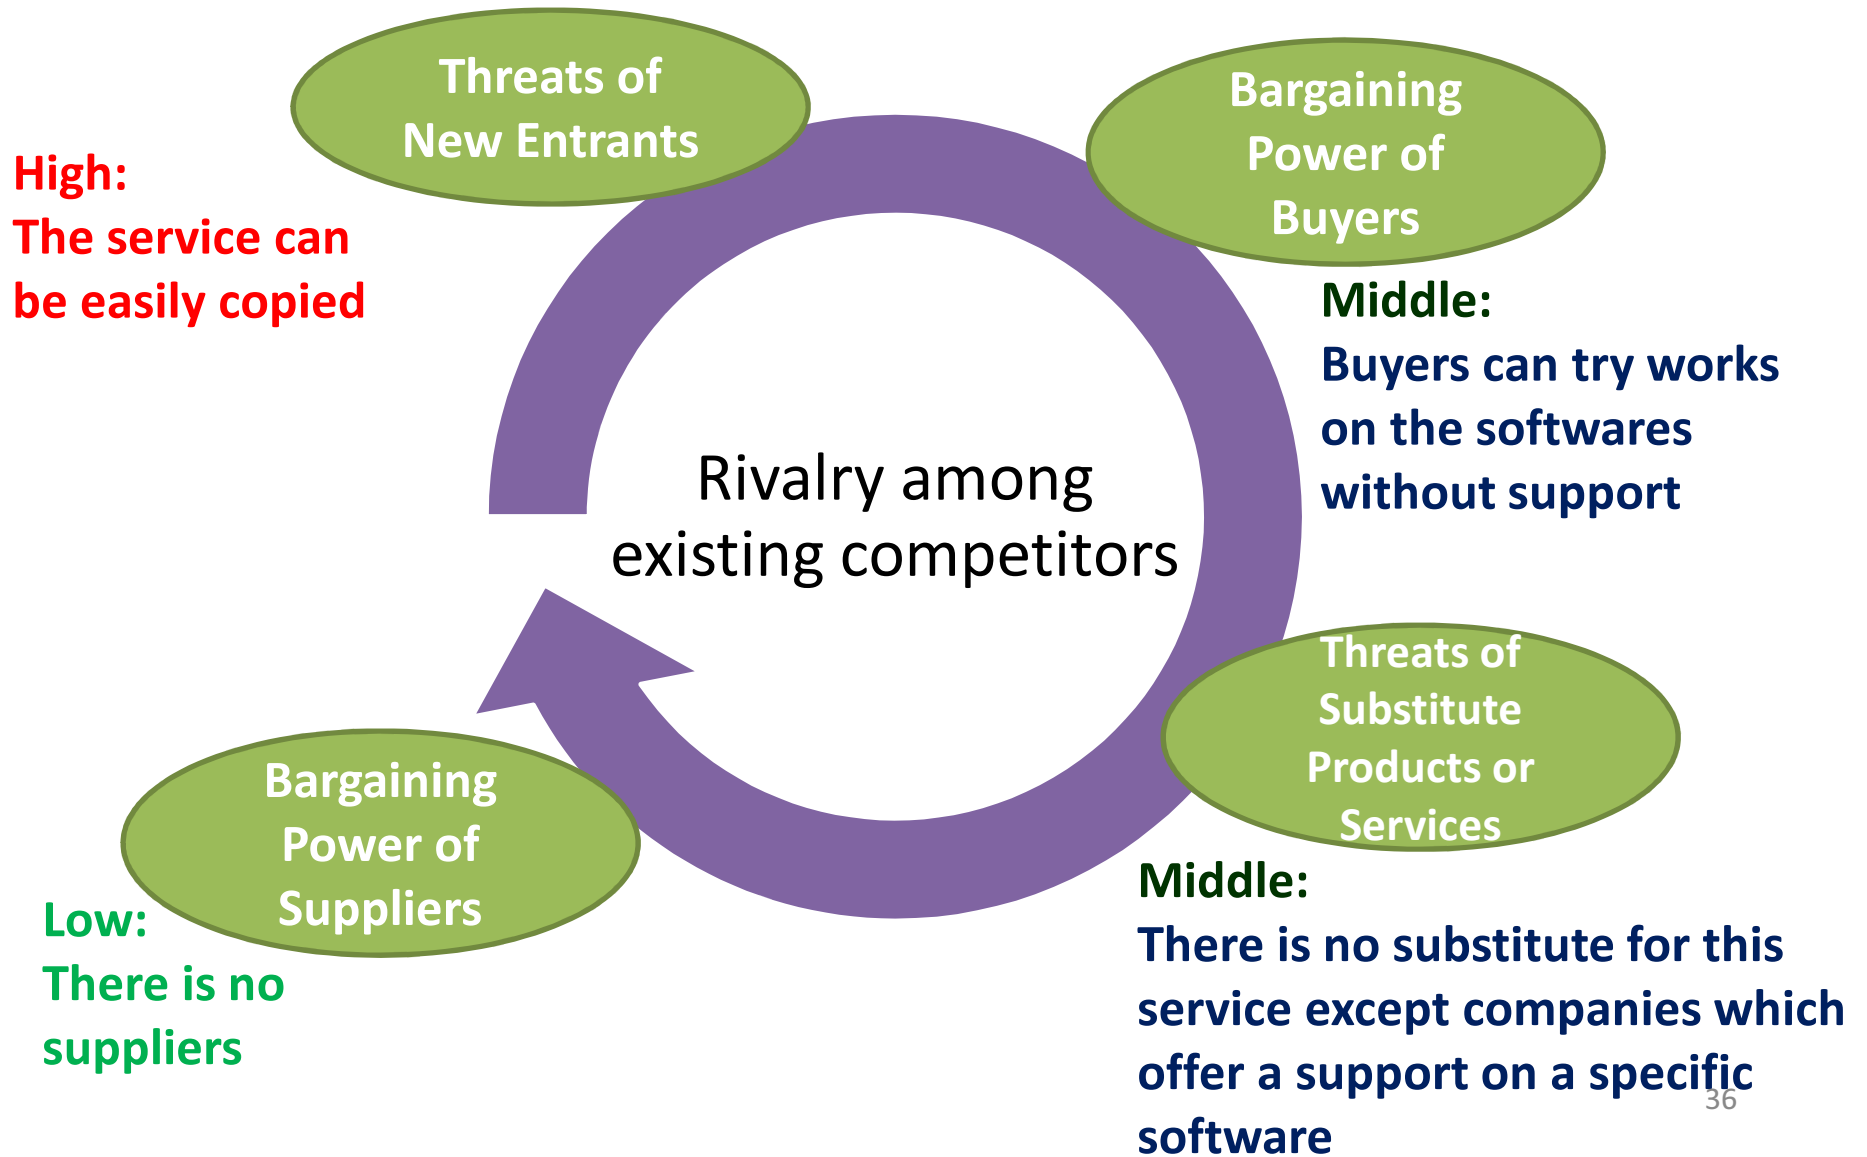 Threats of
New Entrants
High:
The service can
be easily copied
Bargaining
Power of
Buyers
Middle:
Buyers can try works
on the softwares
without support
Rivalry among
existing competitors
Threats of
Substitute
Products or
Services
Middle:
There is no substitute for this
service except companies which
offer a support on a specific
software
Bargaining
Power of
Suppliers
Low:
There is no
suppliers
36